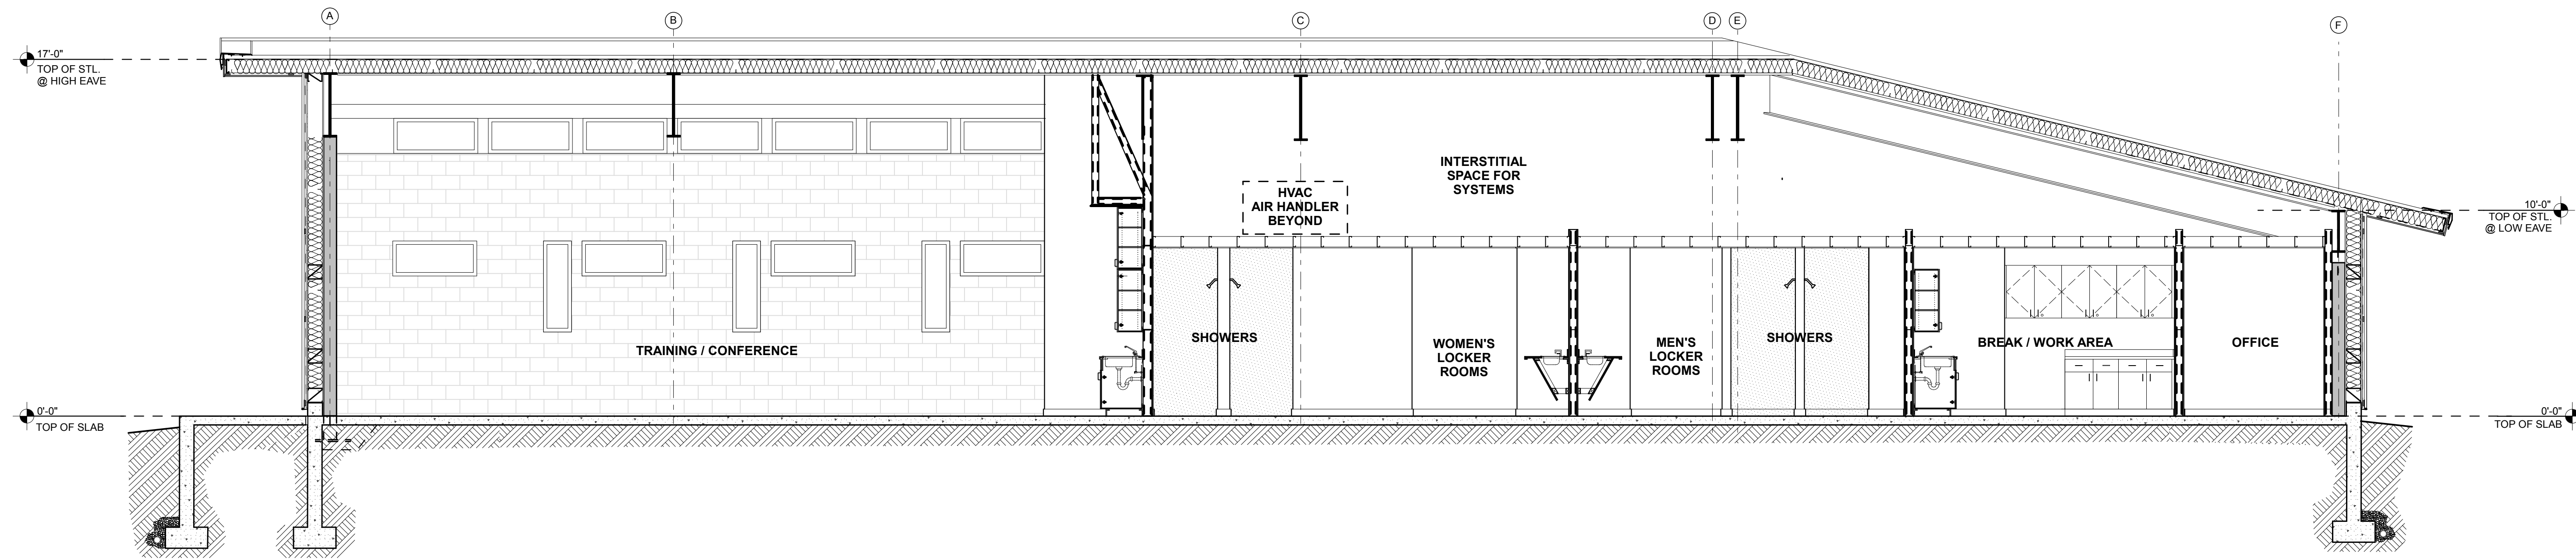 A
B
C
D
E
F
17'-0"
TOP OF STL.
@ HIGH EAVE
INTERSTITIAL
SPACE FOR
SYSTEMS
HVAC
AIR HANDLER
BEYOND
10'-0"
TOP OF STL.
@ LOW EAVE
TRAINING / CONFERENCE
SHOWERS
WOMEN'S
LOCKER
ROOMS
MEN'S
LOCKER
ROOMS
SHOWERS
BREAK / WORK AREA
OFFICE
0'-0"
TOP OF SLAB
0'-0"
TOP OF SLAB